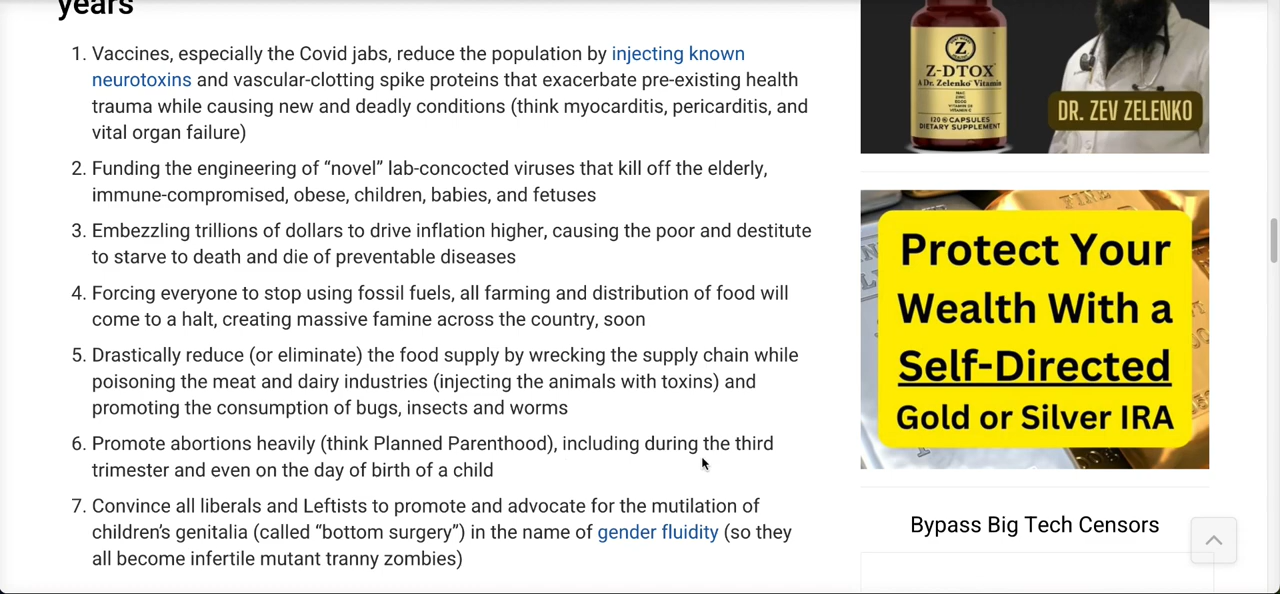 years
1. Vaccines, especially the Covid jabs, reduce the population by injecting known
neurotoxins and vascular-clotting spike proteins that exacerbate pre-existing health
trauma while causing new and deadly conditions (think myocarditis, pericarditis, and
vital organ failure)
2. Funding the engineering of “novel” lab-concocted viruses that kill off the elderly,
immune-compromised, obese, children, babies, and fetuses
3. Embezzling trillions of dollars to drive inflation higher, causing the poor and destitute
to starve to death and die of preventable diseases
4. Forcing everyone to stop using fossil fuels, all farming and distribution of food will
come to a halt, creating massive famine across the country, soon
5. Drastically reduce (or eliminate) the food supply by wrecking the supply chain while
poisoning the meat and dairy industries (injecting the animals with toxins) and
promoting the consumption of bugs, insects and worms
6. Promote abortions heavily (think Planned Parenthood), including during the third
trimester and even on the day of birth of a child
7. Convince all liberals and Leftists to promote and advocate for the mutilation of
children’s genitalia (called “bottom surgery”) in the name of gender fluidity (so they
all become infertile mutant tranny zombies)
Z
Z-DTOX
A Dr. Zelenko Vitamin
120 CAPSULES
DIETARY SUPPLEMENT
DR. ZEV ZELENKO
Protect Your
Wealth With a
Self-Directed
Gold or Silver IRA
Bypass Big Tech Censors